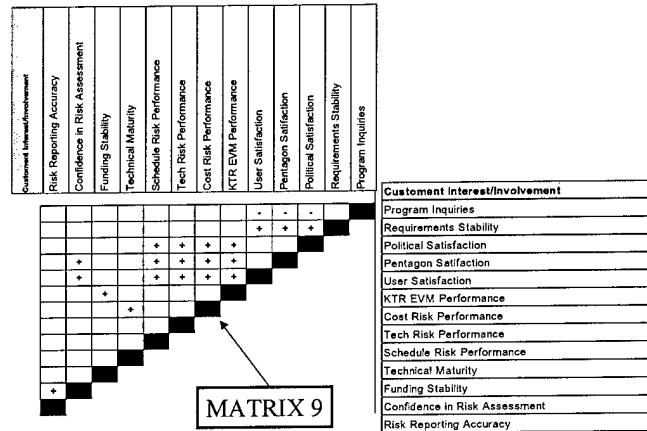 Customent Interest/Involvement
Risk Reporting Accuracy
Confidence in Risk Assessment
Funding Stability
Technical Maturity
Schedule Risk Performance
Tech Risk Performance
Cost Risk Performance
KTR EVM Performance
User Satisfaction
Pentagon Satifaction
Political Satisfaction
Requirements Stability
Program Inquiries
- - -
+ + +
+ + + +
+ + + + +
+ + + + +
+
+
+
MATRIX 9
Customent Interest/Involvement
Program Inquiries
Requirements Stability
Political Satisfaction
Pentagon Satifaction
User Satisfaction
KTR EVM Performance
Cost Risk Performance
Tech Risk Performance
Schedule Risk Performance
Technical Maturity
Funding Stability
Confidence in Risk Assessment
Risk Reporting Accuracy